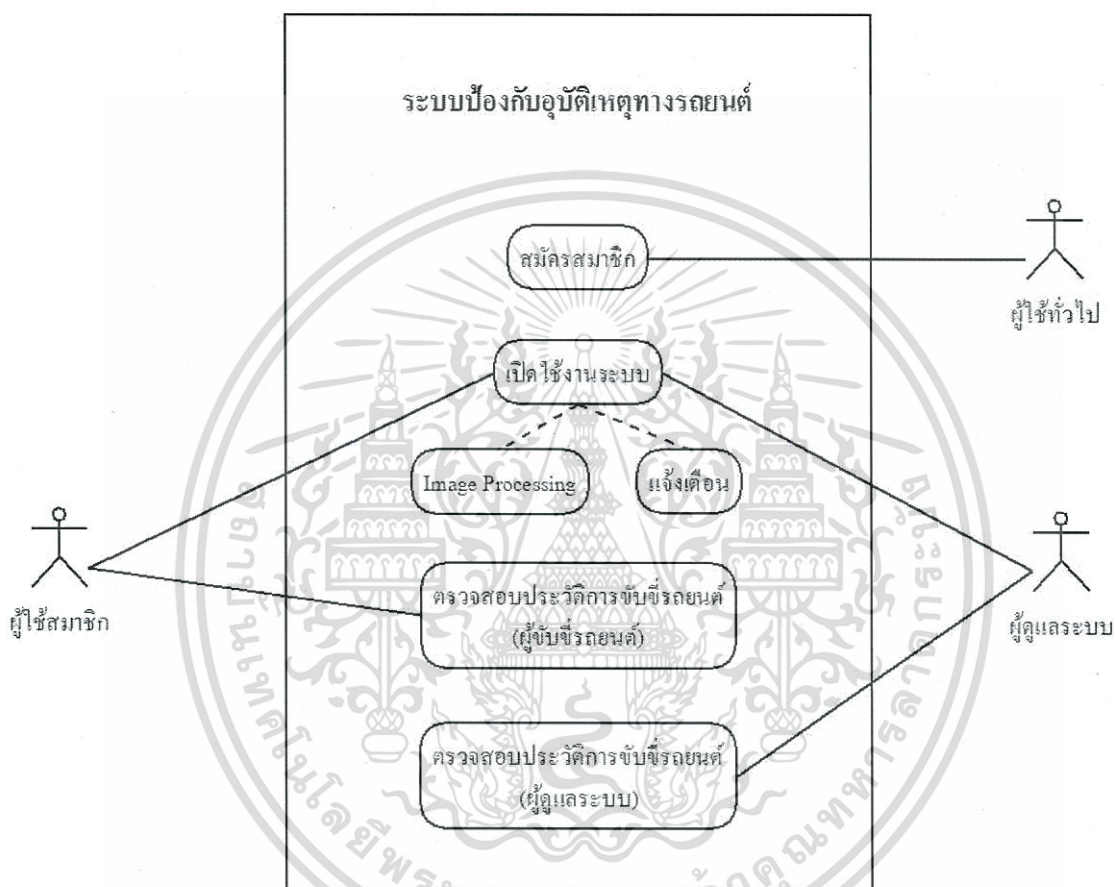 ระบบป้องกันอุบัติเหตุทางรถยนต์
สมัครสมาชิก
ผู้ใช้ทั่วไป
เปิดใช้งานระบบ
Image Processing
แจ้งเตือน
ผู้ใช้สมาชิก
ตรวจสอบประวัติการขับขี่รถยนต์
(ผู้ขับขี่รถยนต์)
ผู้ดูแลระบบ
ตรวจสอบประวัติการขับขี่รถยนต์
(ผู้ดูแลระบบ)